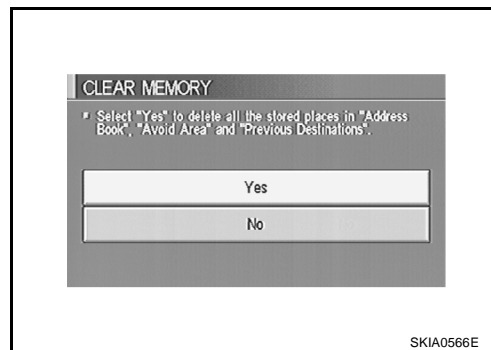 CLEAR MEMORY
Select "Yes" to delete all the stored places in "Address
Book", "Avoid Area" and "Previous Destinations".
Yes
No
SKIA0566E